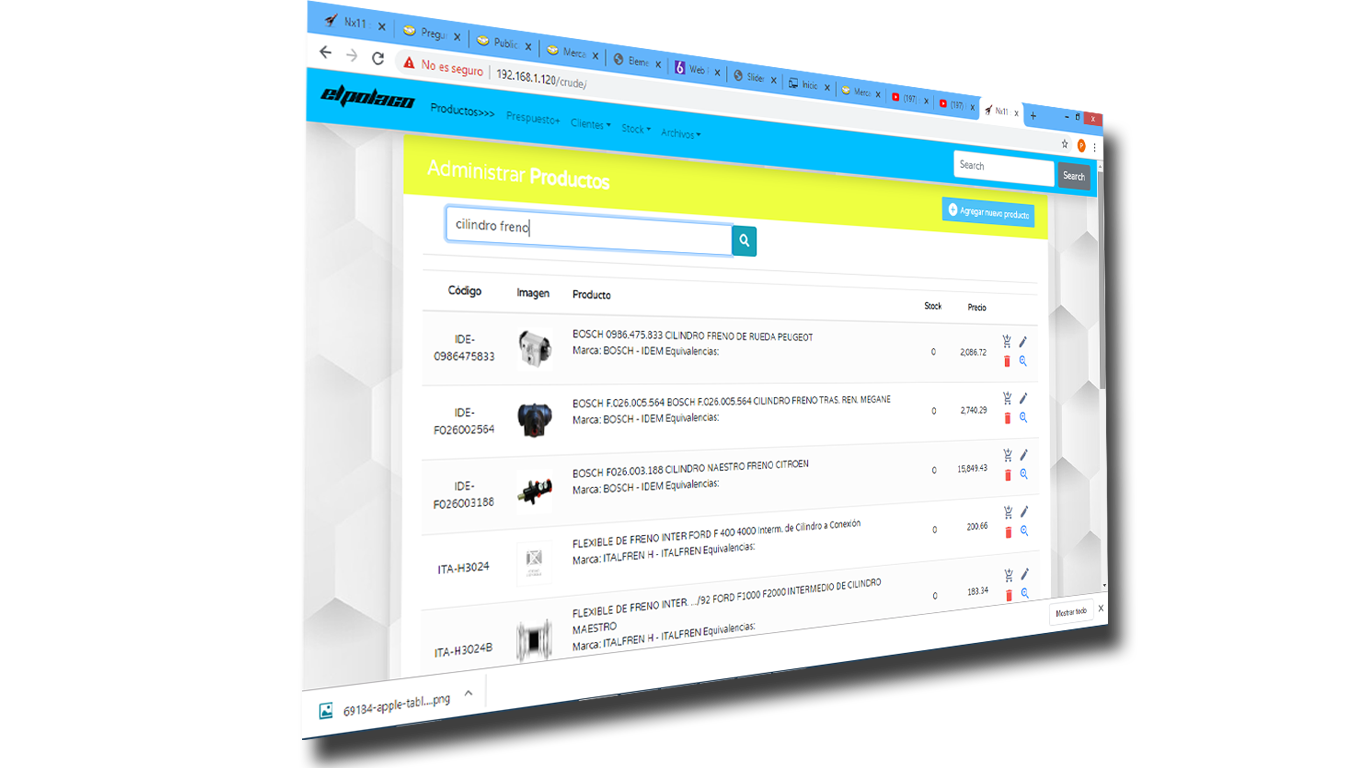 Nx11
Pregu
Public
Merca
Eleme
Web
Slider
Inicio
Merca
(197)
(197)
Nx11
No es seguro
192.168.1.120/crude/
elpolaco
Productos>>>
Prespuesto+
Clientes
Stock
Archivos
Search
Search
Administrar Productos
Agregar nuevo producto
cilindro freno
Código Imagen Producto Stock Precio
IDE-
0986475833
BOSCH 0986.475.833 CILINDRO FRENO DE RUEDA PEUGEOT
Marca: BOSCH - IDEM Equivalencias:
0
2,086.72
IDE-
F026002564
BOSCH F.026.005.564 BOSCH F.026.005.564 CILINDRO FRENO TRAS. REN. MEGANE
Marca: BOSCH - IDEM Equivalencias:
0
2,740.29
IDE-
F026003188
BOSCH F026.003.188 CILINDRO NAESTRO FRENO CITROEN
Marca: BOSCH - IDEM Equivalencias:
0
15,849.43
ITA-H3024
FLEXIBLE DE FRENO INTER FORD F 400 4000 Interm. de Cilindro a Conexión
Marca: ITALFREN H - ITALFREN Equivalencias:
0
200.66
ITA-H3024B
FLEXIBLE DE FRENO INTER. .../92 FORD F1000 F2000 INTERMEDIO DE CILINDRO
MAESTRO
Marca: ITALFREN H - ITALFREN Equivalencias:
0
183.34
69184-apple-tabl....png
Mostrar todo